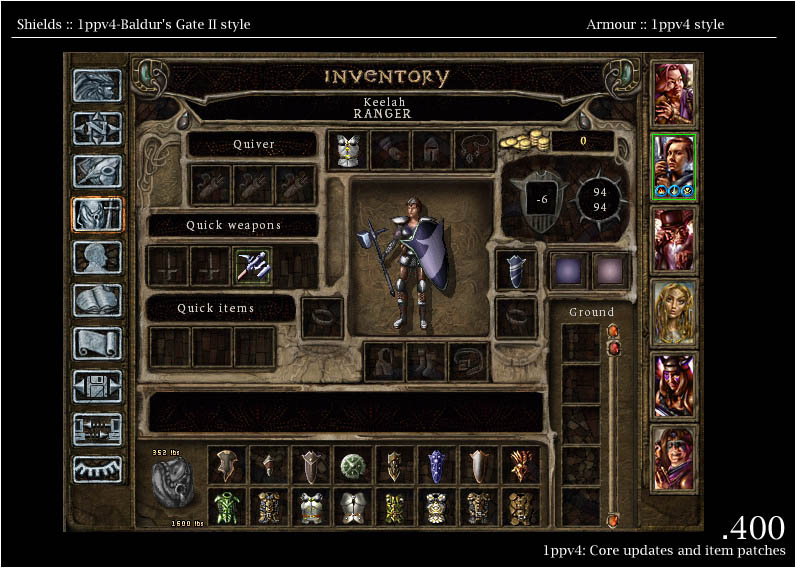 Shields :: 1ppv4-Baldur's Gate II style
Armour :: 1ppv4 style
INVENTORY
Keelah
RANGER
Quiver
0
-6
94
94
Quick weapons
Quick items
Ground
352 lbs
1600 lbs
.400
1ppv4: Core updates and item patches